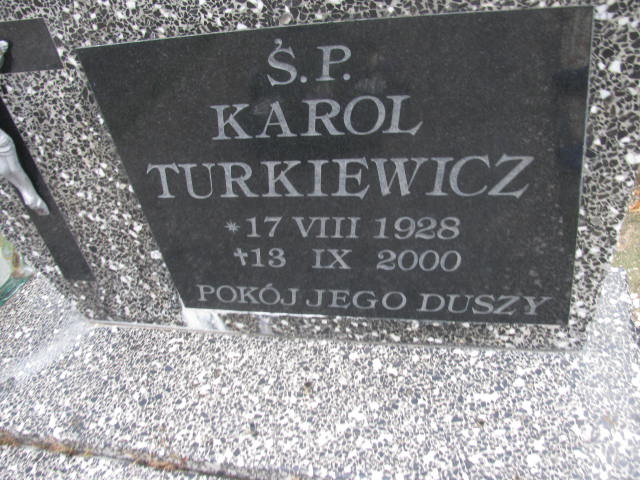 Ś.P.
KAROL
TURKIEWICZ
* 17 VIII 1928
✝ 13 IX 2000
POKÓJ JEGO DUSZY